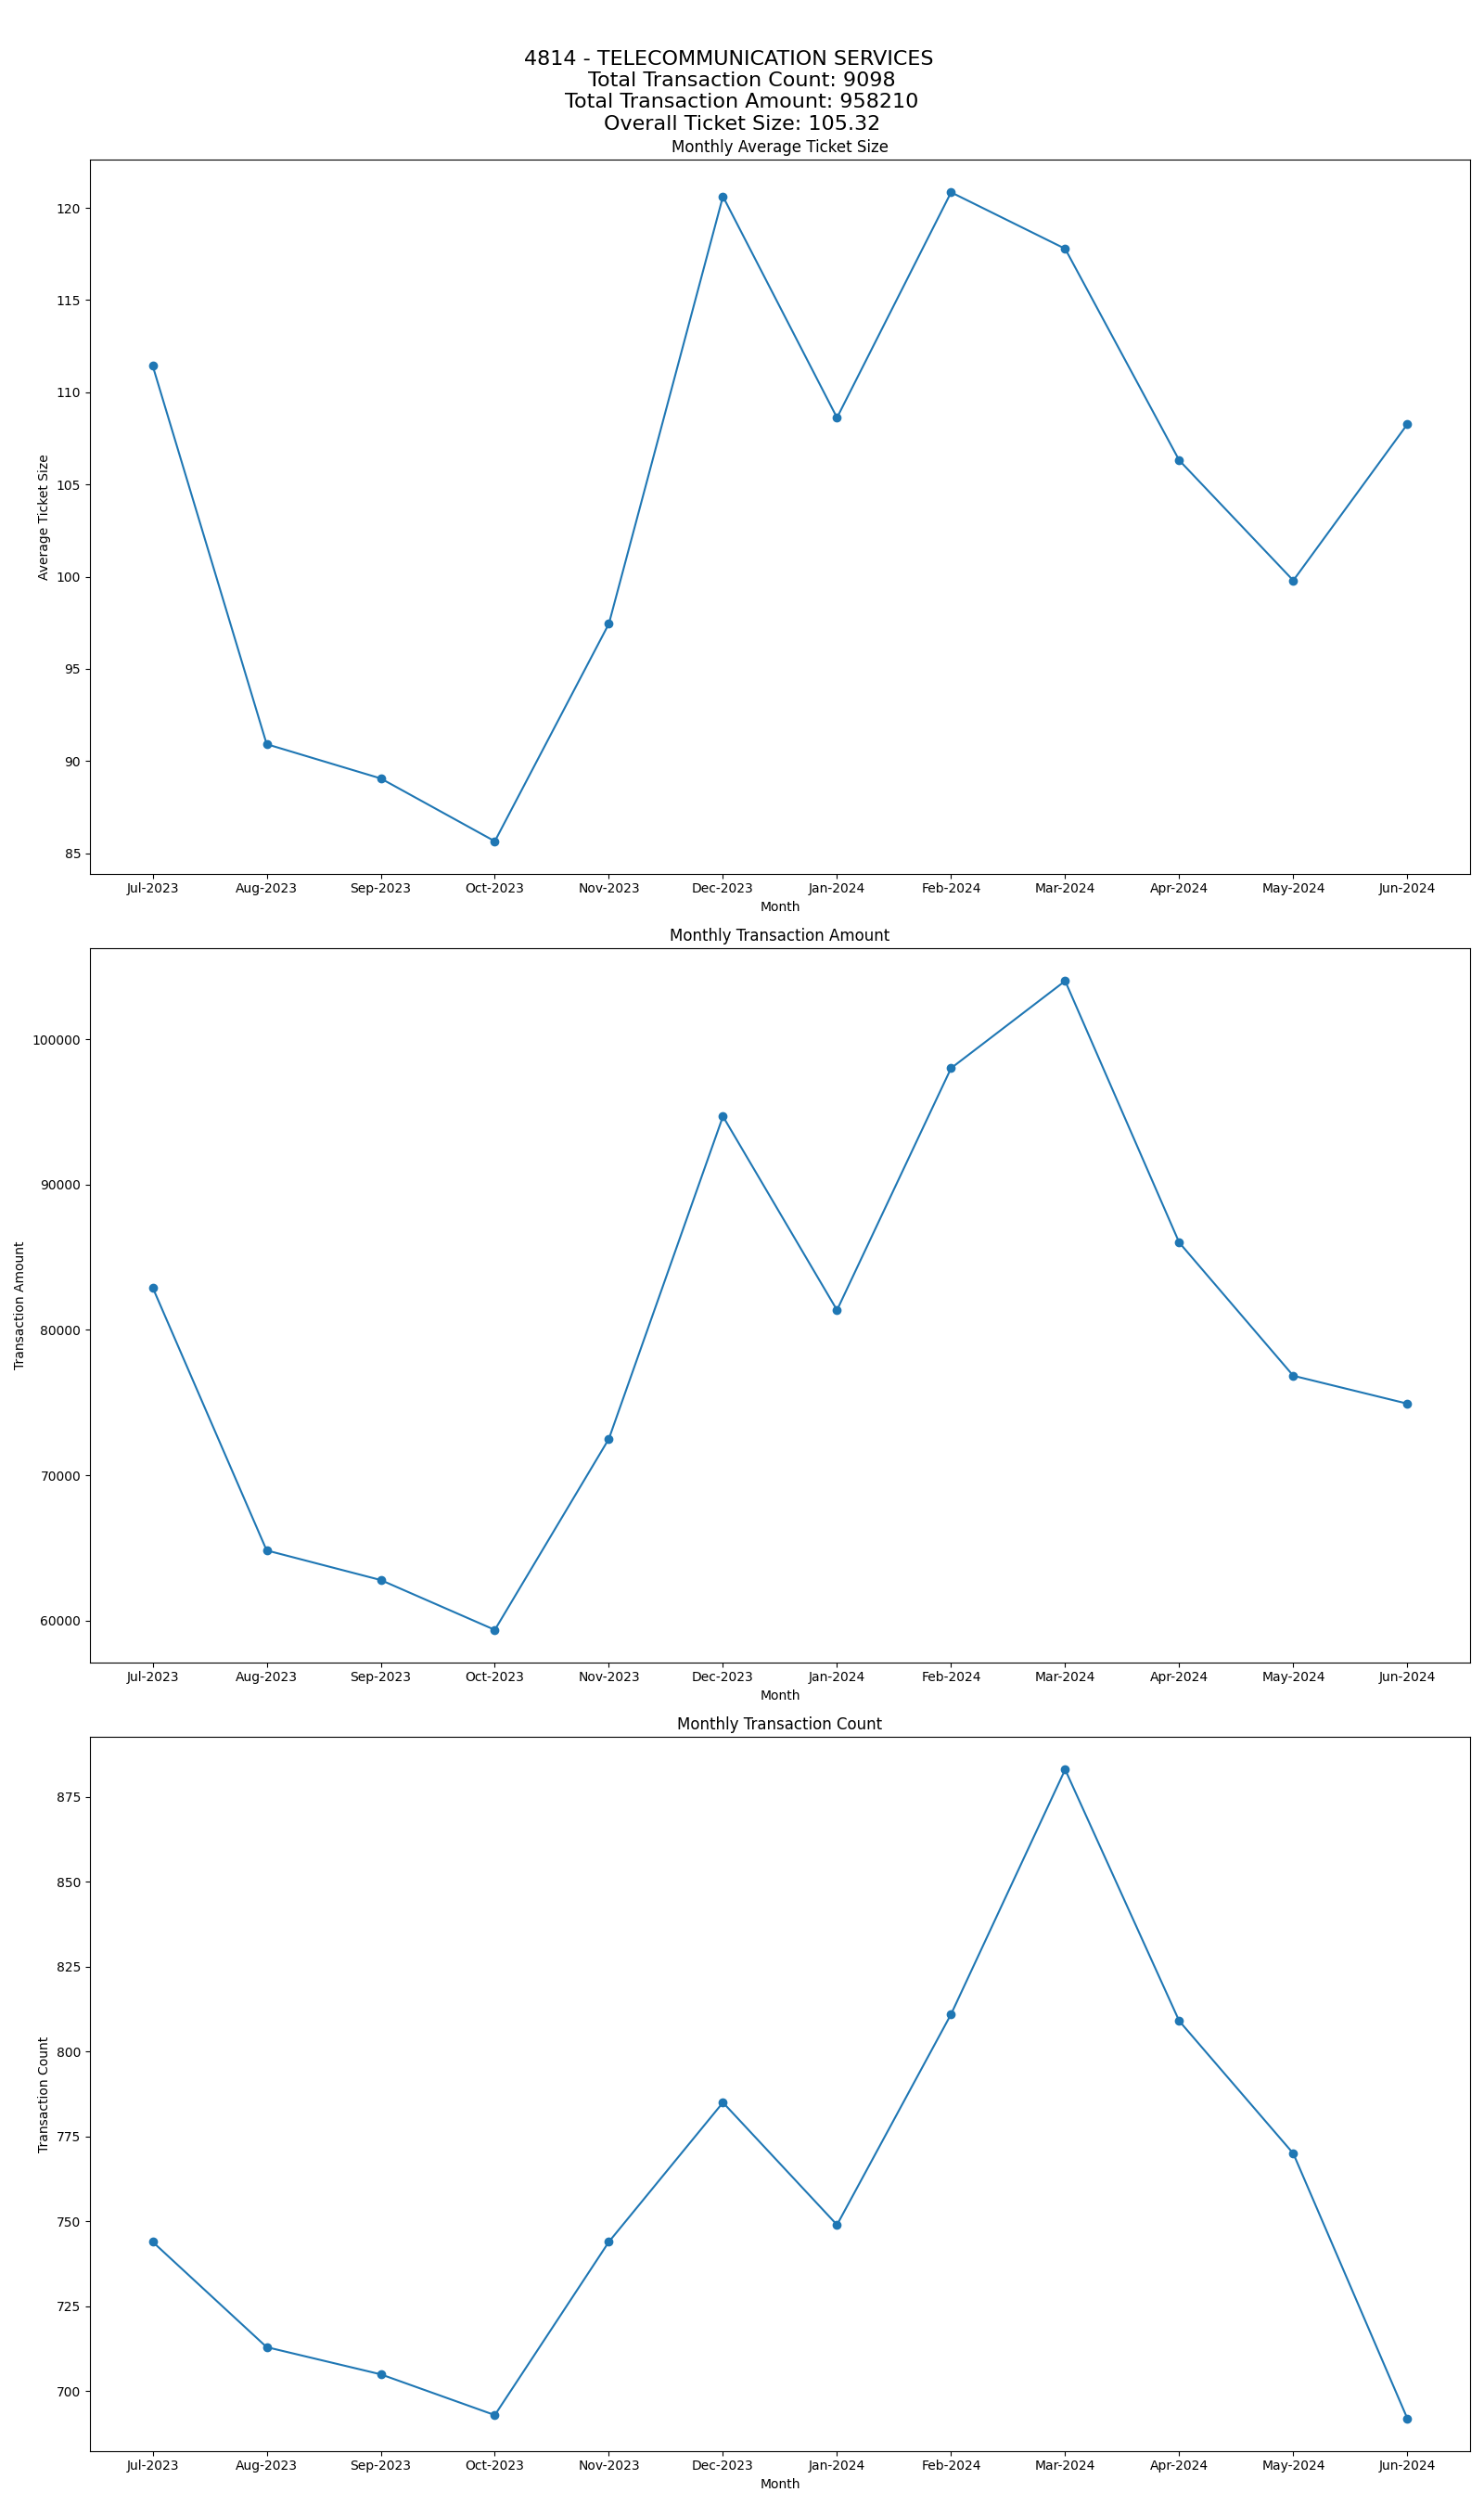 4814 - TELECOMMUNICATION SERVICES
Total Transaction Count: 9098
Total Transaction Amount: 958210
Overall Ticket Size: 105.32
Monthly Average Ticket Size
Average Ticket Size
120
115
110
105
100
95
90
85
Jul-2023 Aug-2023 Sep-2023 Oct-2023 Nov-2023 Dec-2023 Jan-2024 Feb-2024 Mar-2024 Apr-2024 May-2024 Jun-2024
Month
Monthly Transaction Amount
Transaction Amount
100000
90000
80000
70000
60000
Jul-2023 Aug-2023 Sep-2023 Oct-2023 Nov-2023 Dec-2023 Jan-2024 Feb-2024 Mar-2024 Apr-2024 May-2024 Jun-2024
Month
Monthly Transaction Count
Transaction Count
875
850
825
800
775
750
725
700
Jul-2023 Aug-2023 Sep-2023 Oct-2023 Nov-2023 Dec-2023 Jan-2024 Feb-2024 Mar-2024 Apr-2024 May-2024 Jun-2024
Month